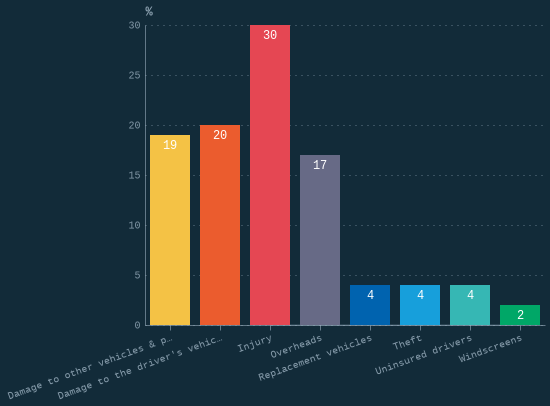 %
30
25
20
15
10
5
0
19
20
30
17
4
4
4
2
Damage to other vehicles & p…
Damage to the driver's vehic…
Injury
Overheads
Replacement vehicles
Theft
Uninsured drivers
Windscreens